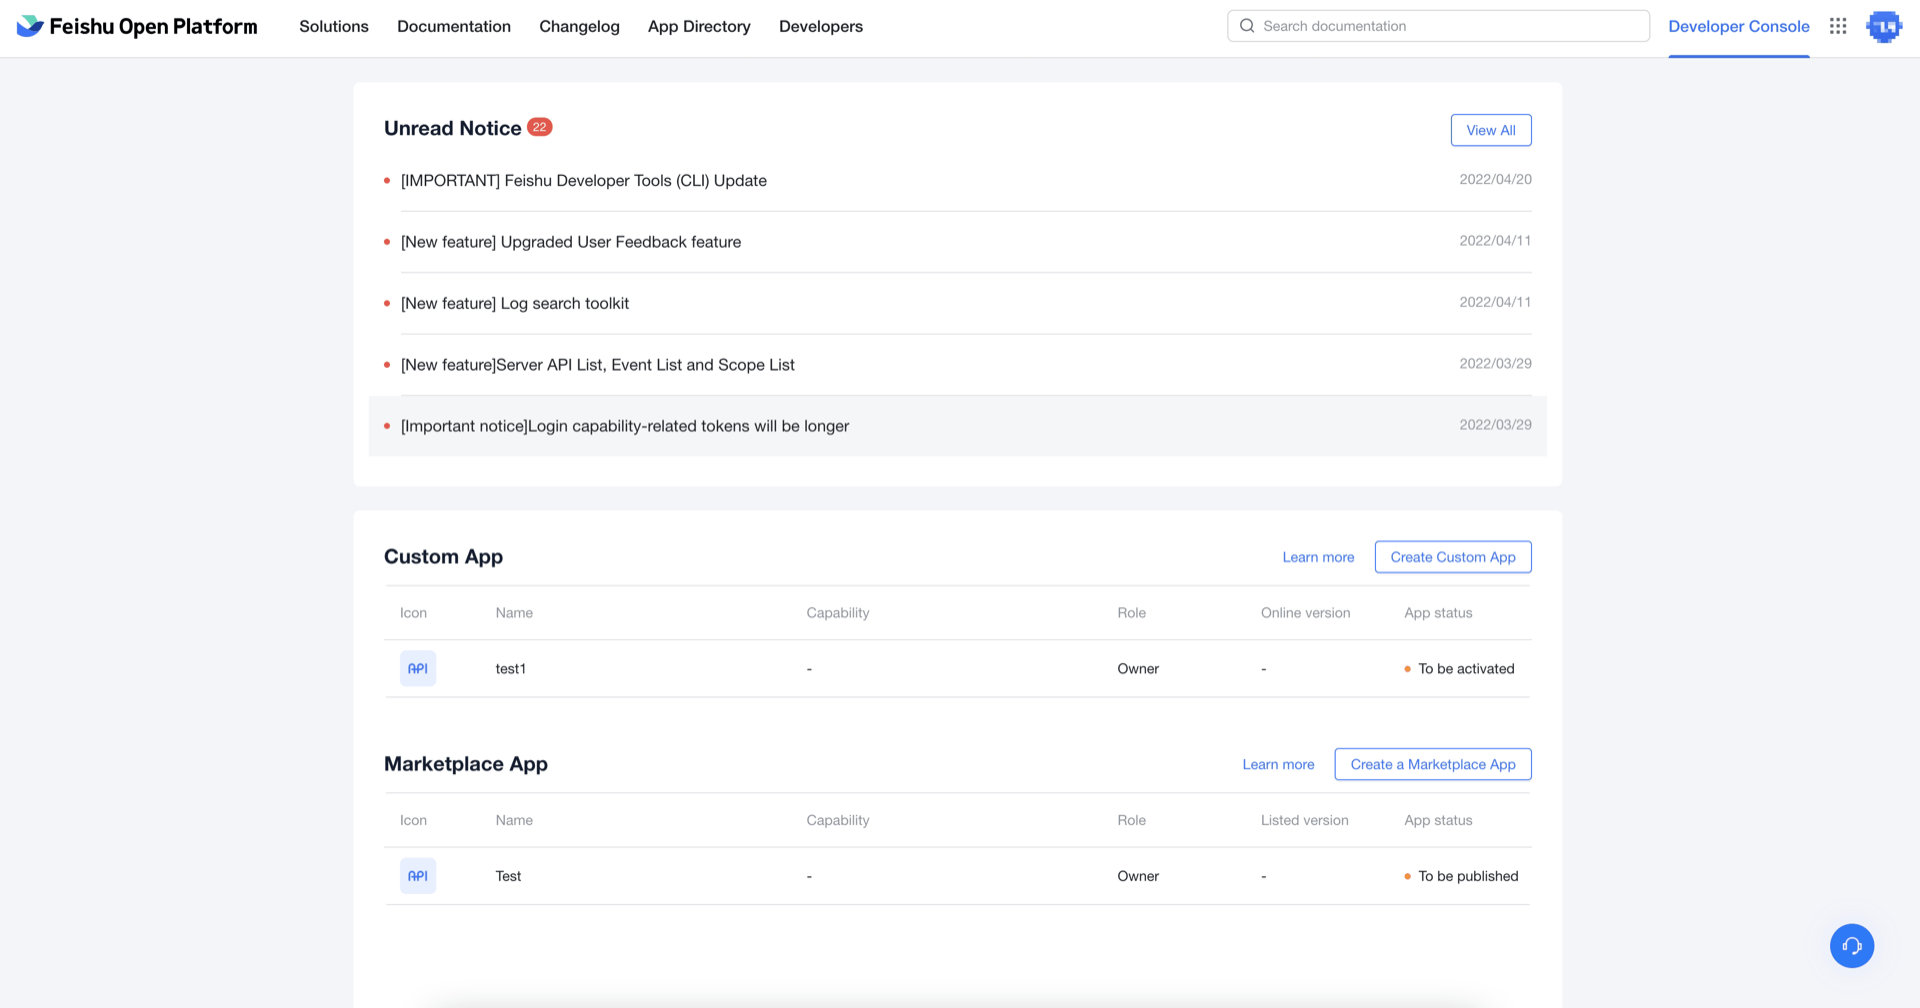 Feishu Open Platform Solutions Documentation Changelog App Directory Developers Search documentation Developer Console
Unread Notice 22 View All
[IMPORTANT] Feishu Developer Tools (CLI) Update 2022/04/20
[New feature] Upgraded User Feedback feature 2022/04/11
[New feature] Log search toolkit 2022/04/11
[New feature]Server API List, Event List and Scope List 2022/03/29
[Important notice]Login capability-related tokens will be longer 2022/03/29
Custom App Learn more Create Custom App
Icon Name Capability Role Online version App status
API test1 - Owner - To be activated
Marketplace App Learn more Create a Marketplace App
Icon Name Capability Role Listed version App status
API Test - Owner - To be published